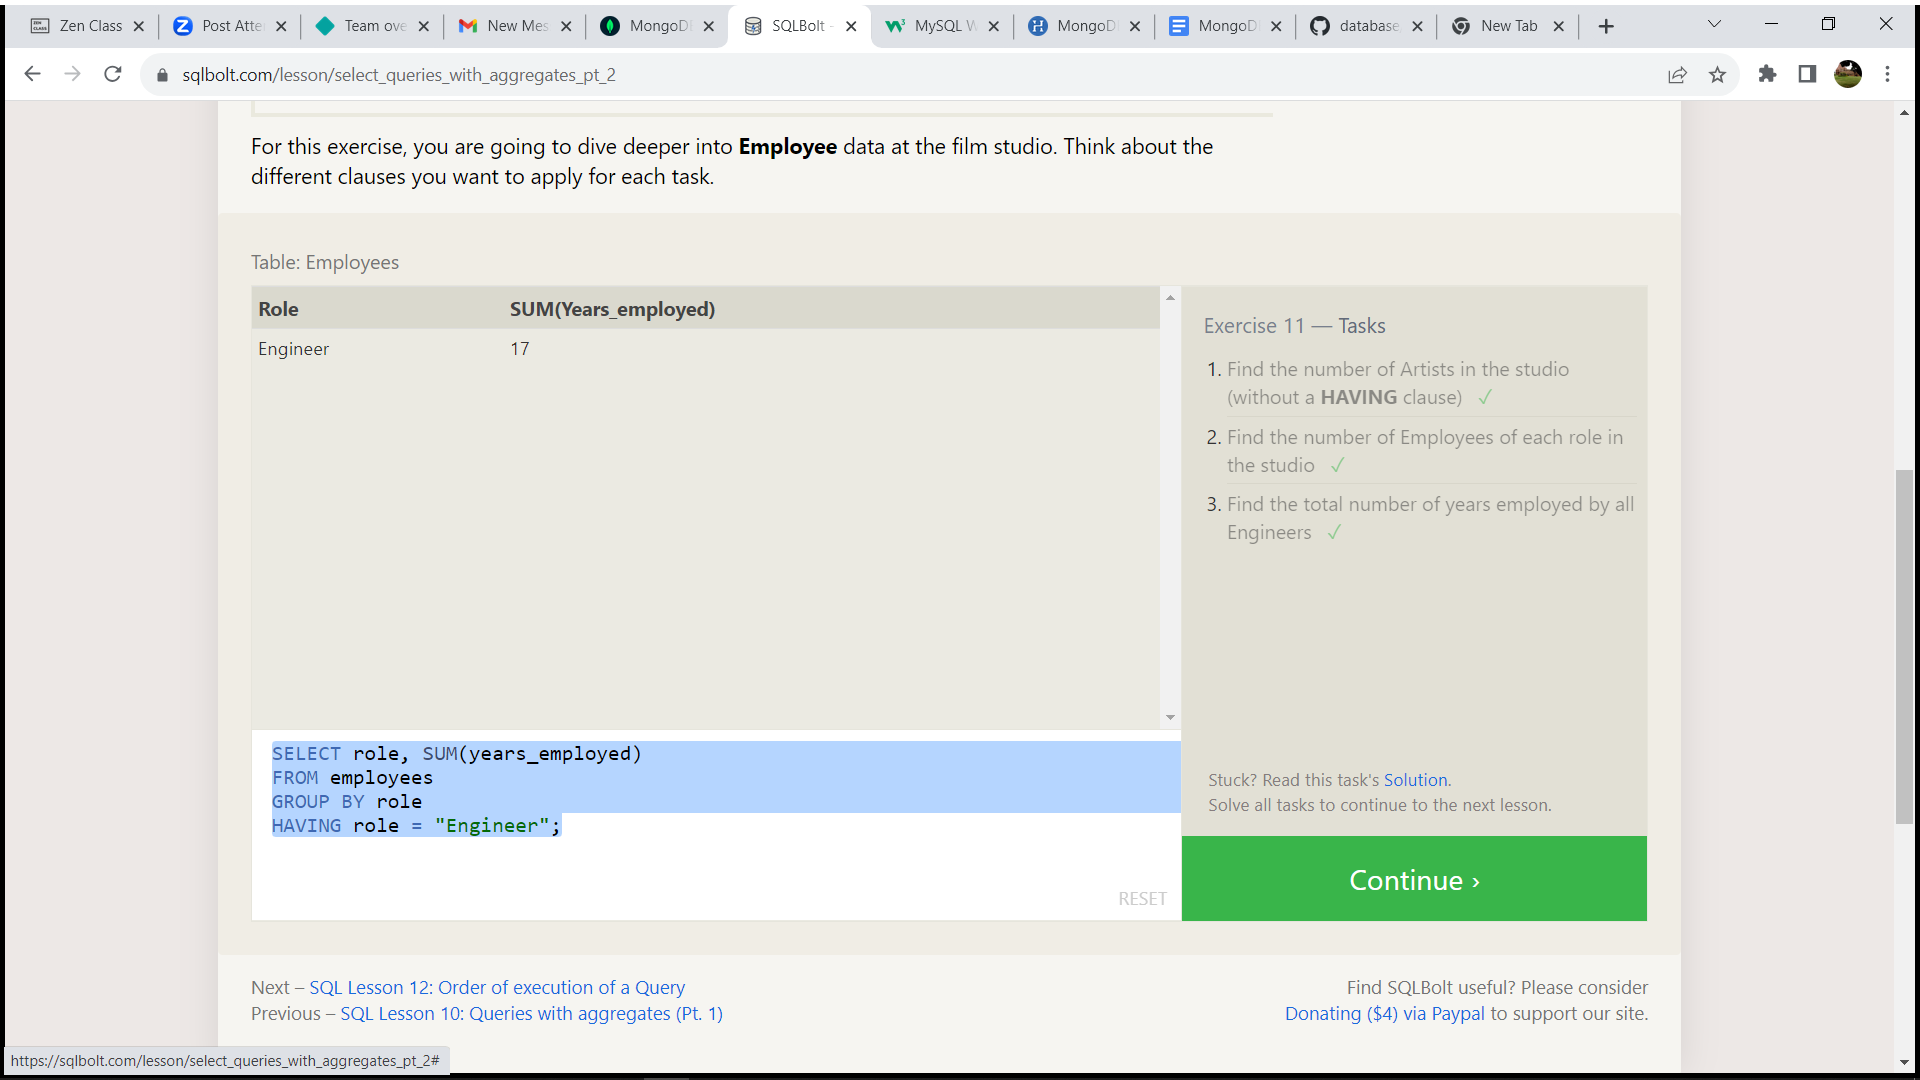 Zen Class
Post Atte
Team ove
New Mes
MongoD
SQLBolt -
MySQL W
MongoD
MongoD
database
New Tab
sqlbolt.com/lesson/select_queries_with_aggregates_pt_2
For this exercise, you are going to dive deeper into Employee data at the film studio. Think about the
different clauses you want to apply for each task.
Table: Employees
Role SUM(Years_employed)
Engineer 17
Exercise 11 — Tasks
1. Find the number of Artists in the studio
(without a HAVING clause) ✓
2. Find the number of Employees of each role in
the studio ✓
3. Find the total number of years employed by all
Engineers ✓
SELECT role, SUM(years_employed)
FROM employees
GROUP BY role
HAVING role = "Engineer";
RESET
Stuck? Read this task's Solution.
Solve all tasks to continue to the next lesson.
Continue ›
Next – SQL Lesson 12: Order of execution of a Query
Previous – SQL Lesson 10: Queries with aggregates (Pt. 1)
Find SQLBolt useful? Please consider
Donating ($4) via Paypal to support our site.
https://sqlbolt.com/lesson/select_queries_with_aggregates_pt_2#